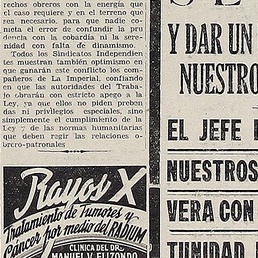 rechos obreros con la energía que
el caso requiere y en el terreno que
sea necesario, para que nadie co-
meta el error de confundir la pru
dencia con la cobardía ni la sere-
nidad con falta de dinamismo.
Todos los Sindicatos Independien-
tes muestran también optimismo en
que ganarán este conflicto los com-
pañeros de la Imperial, confiando
en que las autoridades del Traba-
jo obrarán con estricto apego a la
Ley, ya que ellos no piden preben
das ni privilegios especiales, sino
simplemente el cumplimiento de la
Ley y de las normas humanitarias
que deben regir las relaciones o-
brero-patronales
Rayos-X
Tratamiento de Tumores y
Cáncer por medio del RADIUM
CLINICA DEL DR.
MANUEL V. ELIZONDO
Y DAR UN
NUESTRO
EL JEFE
NUESTROS
VERA CON
TUNIDAD